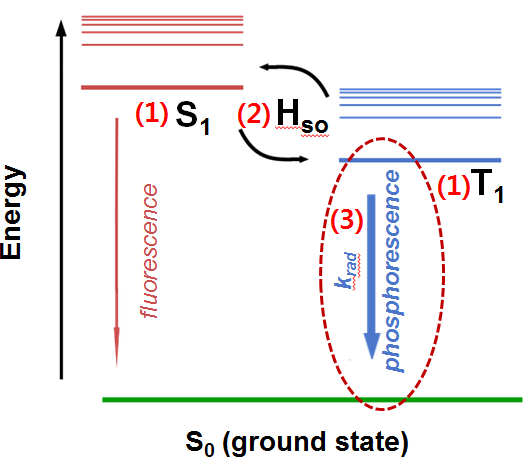 Energy
(1) S1
(2) Hso
(1) T1
fluorescence
(3)
krad
phosphorescence
S0 (ground state)